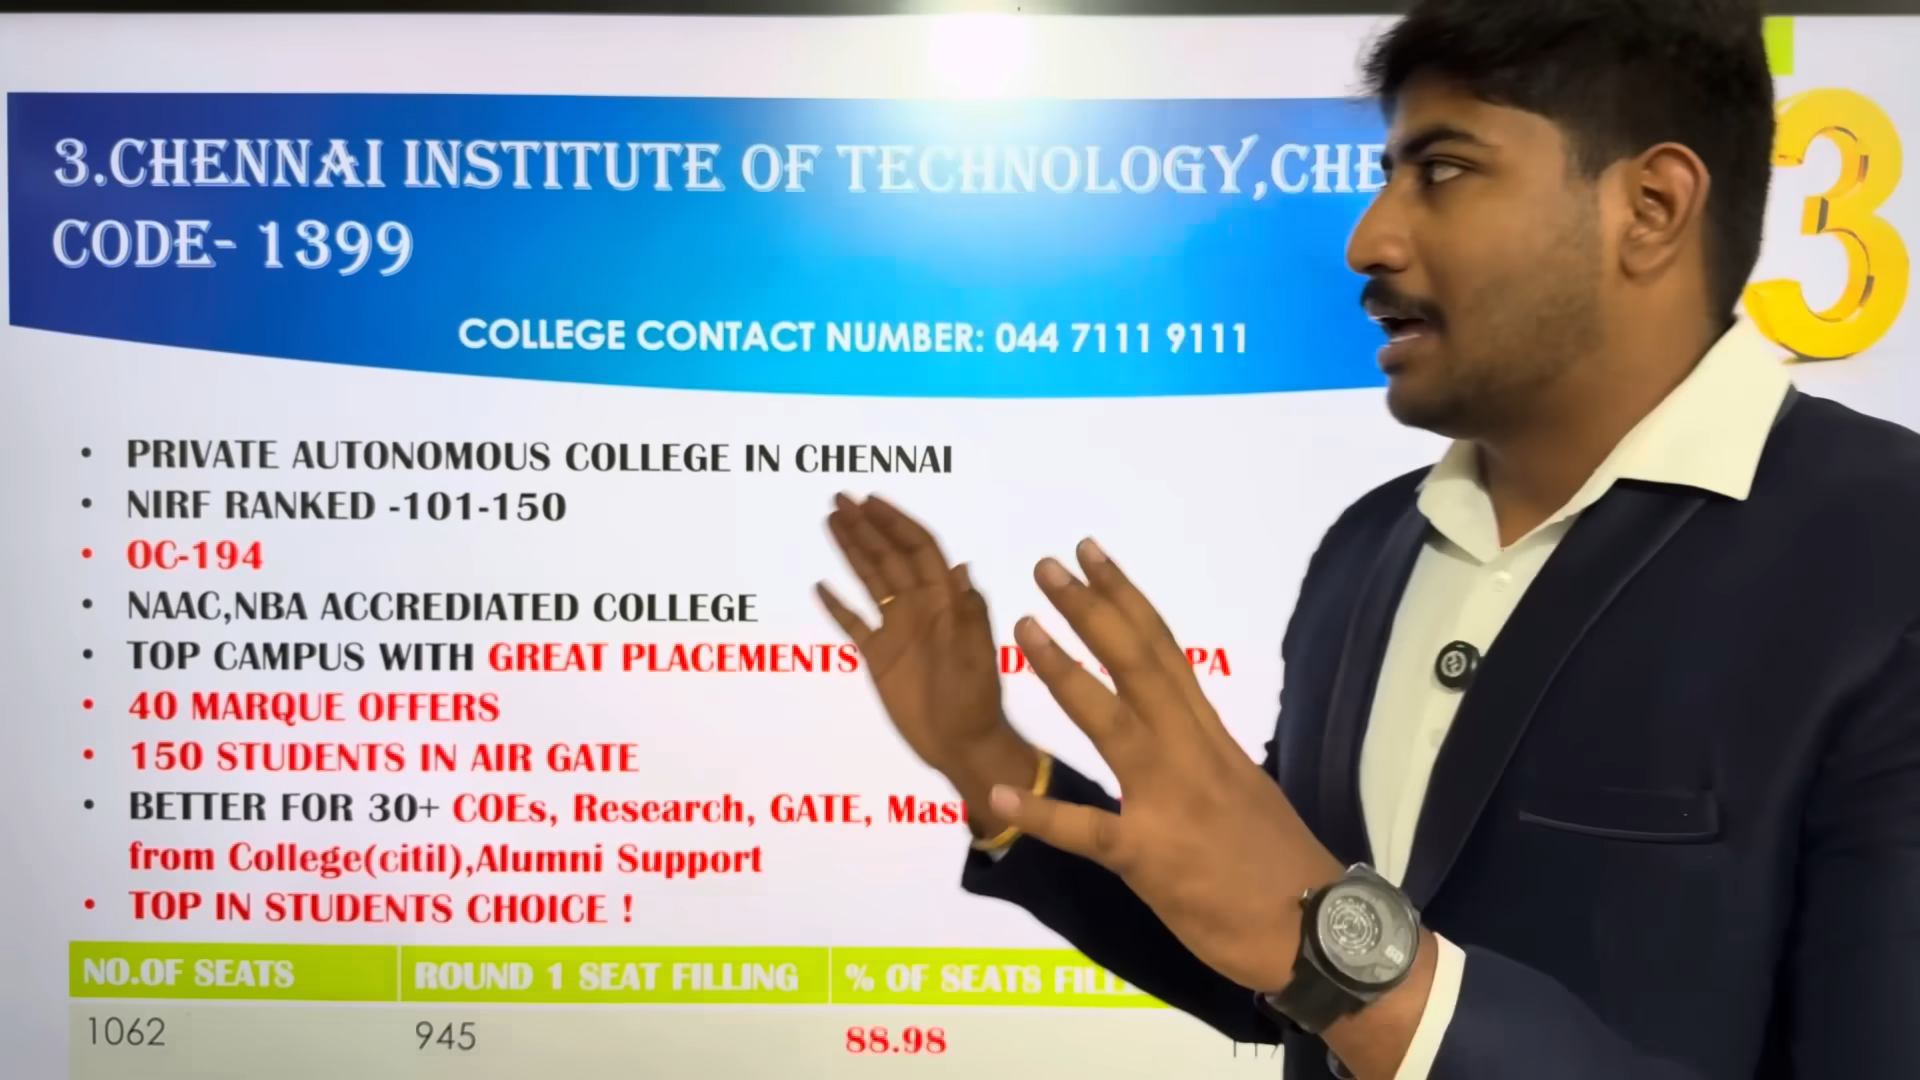 3.CHENNAI INSTITUTE OF TECHNOLOGY,CHE
CODE- 1399
3
COLLEGE CONTACT NUMBER: 044 7111 9111
• PRIVATE AUTONOMOUS COLLEGE IN CHENNAI
• NIRF RANKED -101-150
• OC-194
• NAAC,NBA ACCREDIATED COLLEGE
• TOP CAMPUS WITH GREAT PLACEMENTS
• 40 MARQUE OFFERS
• 150 STUDENTS IN AIR GATE
• BETTER FOR 30+ COEs, Research, GATE,
from College(citil),Alumni Support
• TOP IN STUDENTS CHOICE !
NO.OF SEATS ROUND 1 SEAT FILLING % OF SEATS
1062 945 88.98